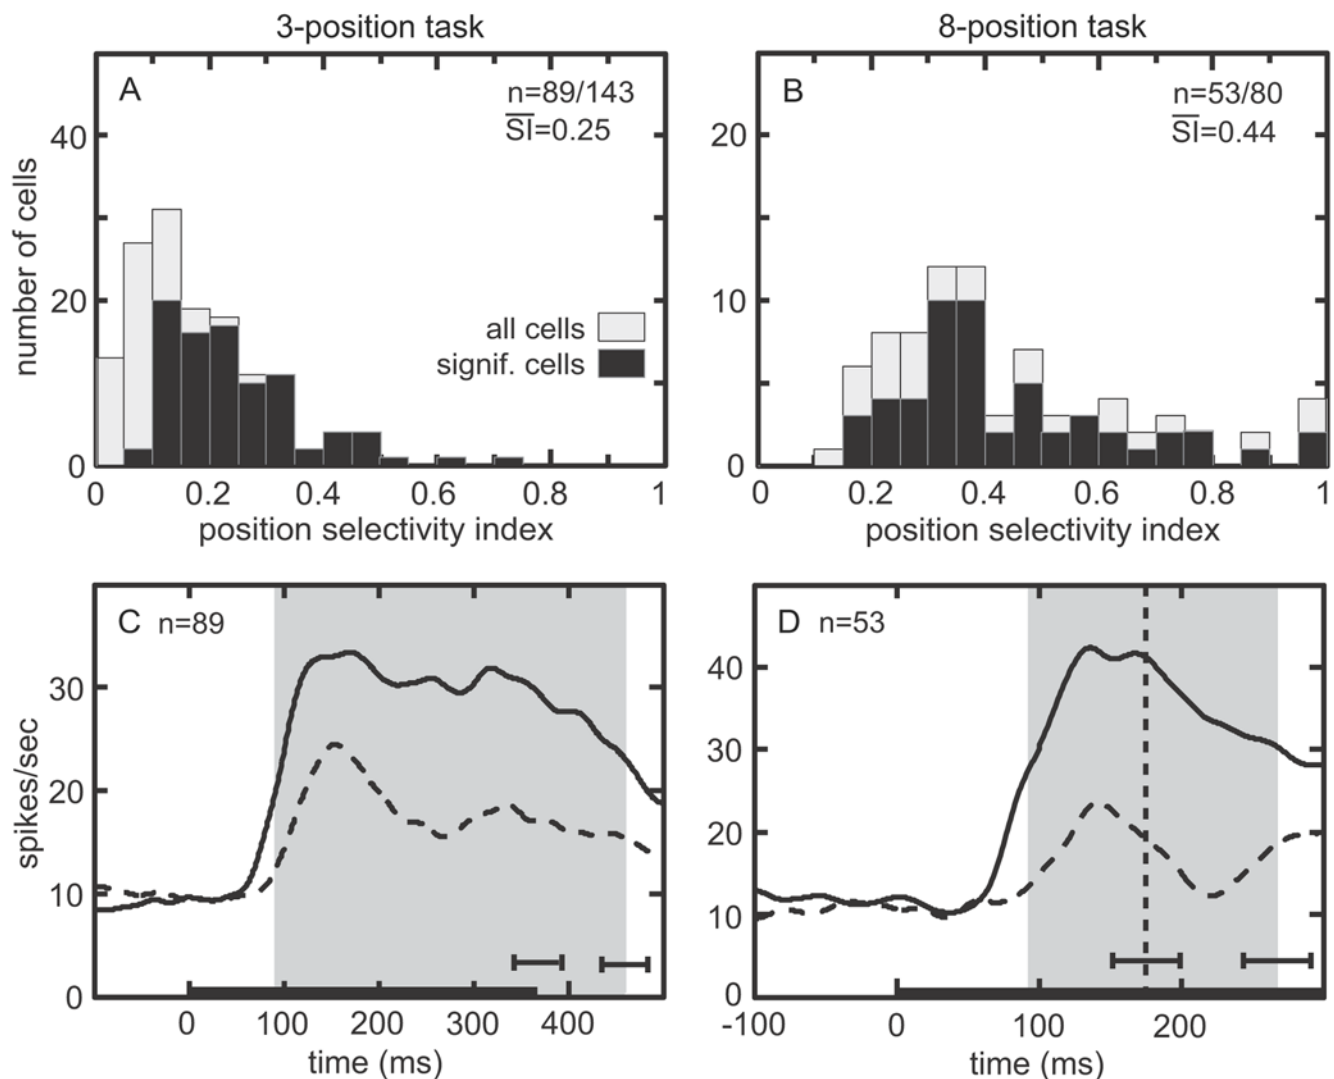 3-position task
8-position task
A
n=89/143
SI=0.25
40
20
0
number of cells
all cells
signif. cells
0 0.2 0.4 0.6 0.8 1
position selectivity index
B
n=53/80
SI=0.44
20
10
0
0 0.2 0.4 0.6 0.8 1
position selectivity index
C n=89
30
20
10
0
spikes/sec
0 100 200 300 400
time (ms)
D n=53
40
30
20
10
0
-100 0 100 200
time (ms)